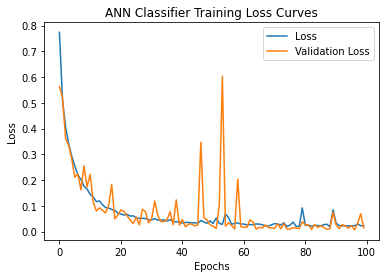 ANN Classifier Training Loss Curves
Loss
Validation Loss
0.8
0.7
0.6
0.5
0.4
0.3
0.2
0.1
0.0
Loss
0 20 40 60 80 100
Epochs